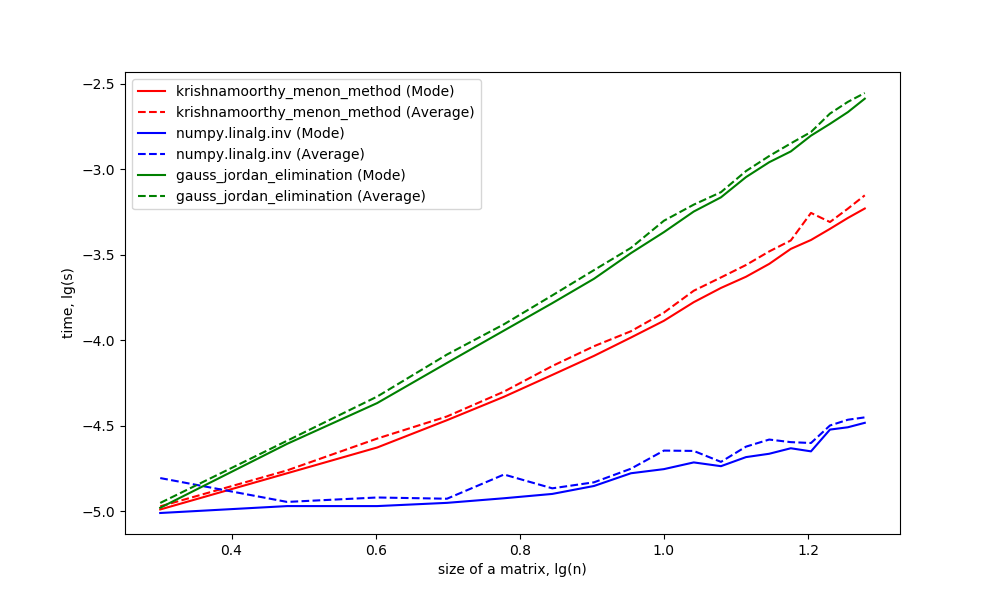 −2.5
−3.0
−3.5
−4.0
−4.5
−5.0
time, lg(s)
krishnamoorthy_menon_method (Mode)
krishnamoorthy_menon_method (Average)
numpy.linalg.inv (Mode)
numpy.linalg.inv (Average)
gauss_jordan_elimination (Mode)
gauss_jordan_elimination (Average)
0.4 0.6 0.8 1.0 1.2
size of a matrix, lg(n)